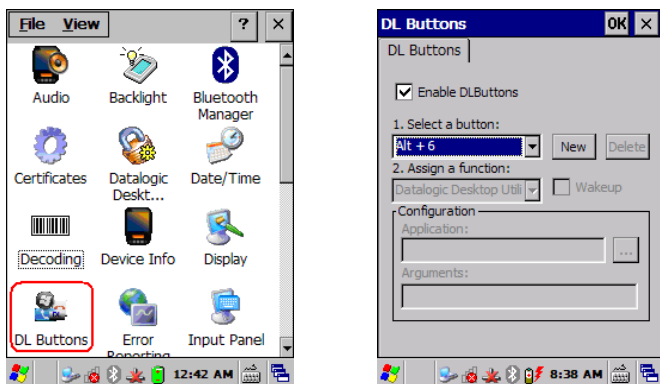 File View ? ×
Audio Backlight Bluetooth
Manager
Certificates Datalogic Date/Time
Deskt...
Decoding Device Info Display
DL Buttons Error Input Panel
Reporting
12:42 AM
DL Buttons OK ×
DL Buttons
Enable DLButtons
1. Select a button:
Alt + 6 New Delete
2. Assign a function:
Datalogic Desktop Utili Wakeup
Configuration
Application:
...
Arguments:
8:38 AM